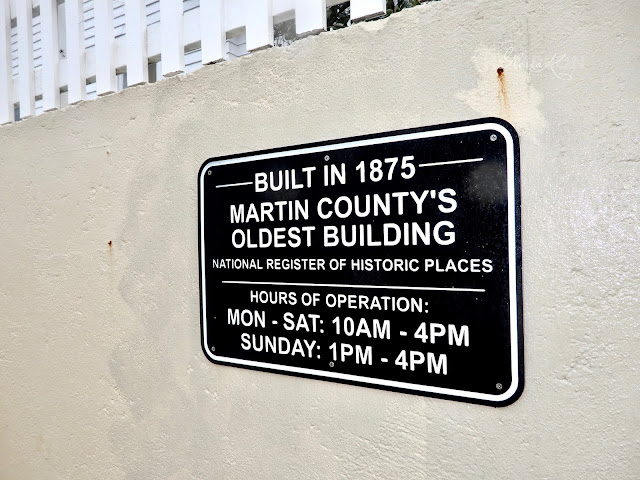 BUILT IN 1875
MARTIN COUNTY'S
OLDEST BUILDING
NATIONAL REGISTER OF HISTORIC PLACES
HOURS OF OPERATION:
MON - SAT: 10AM - 4PM
SUNDAY: 1PM - 4PM